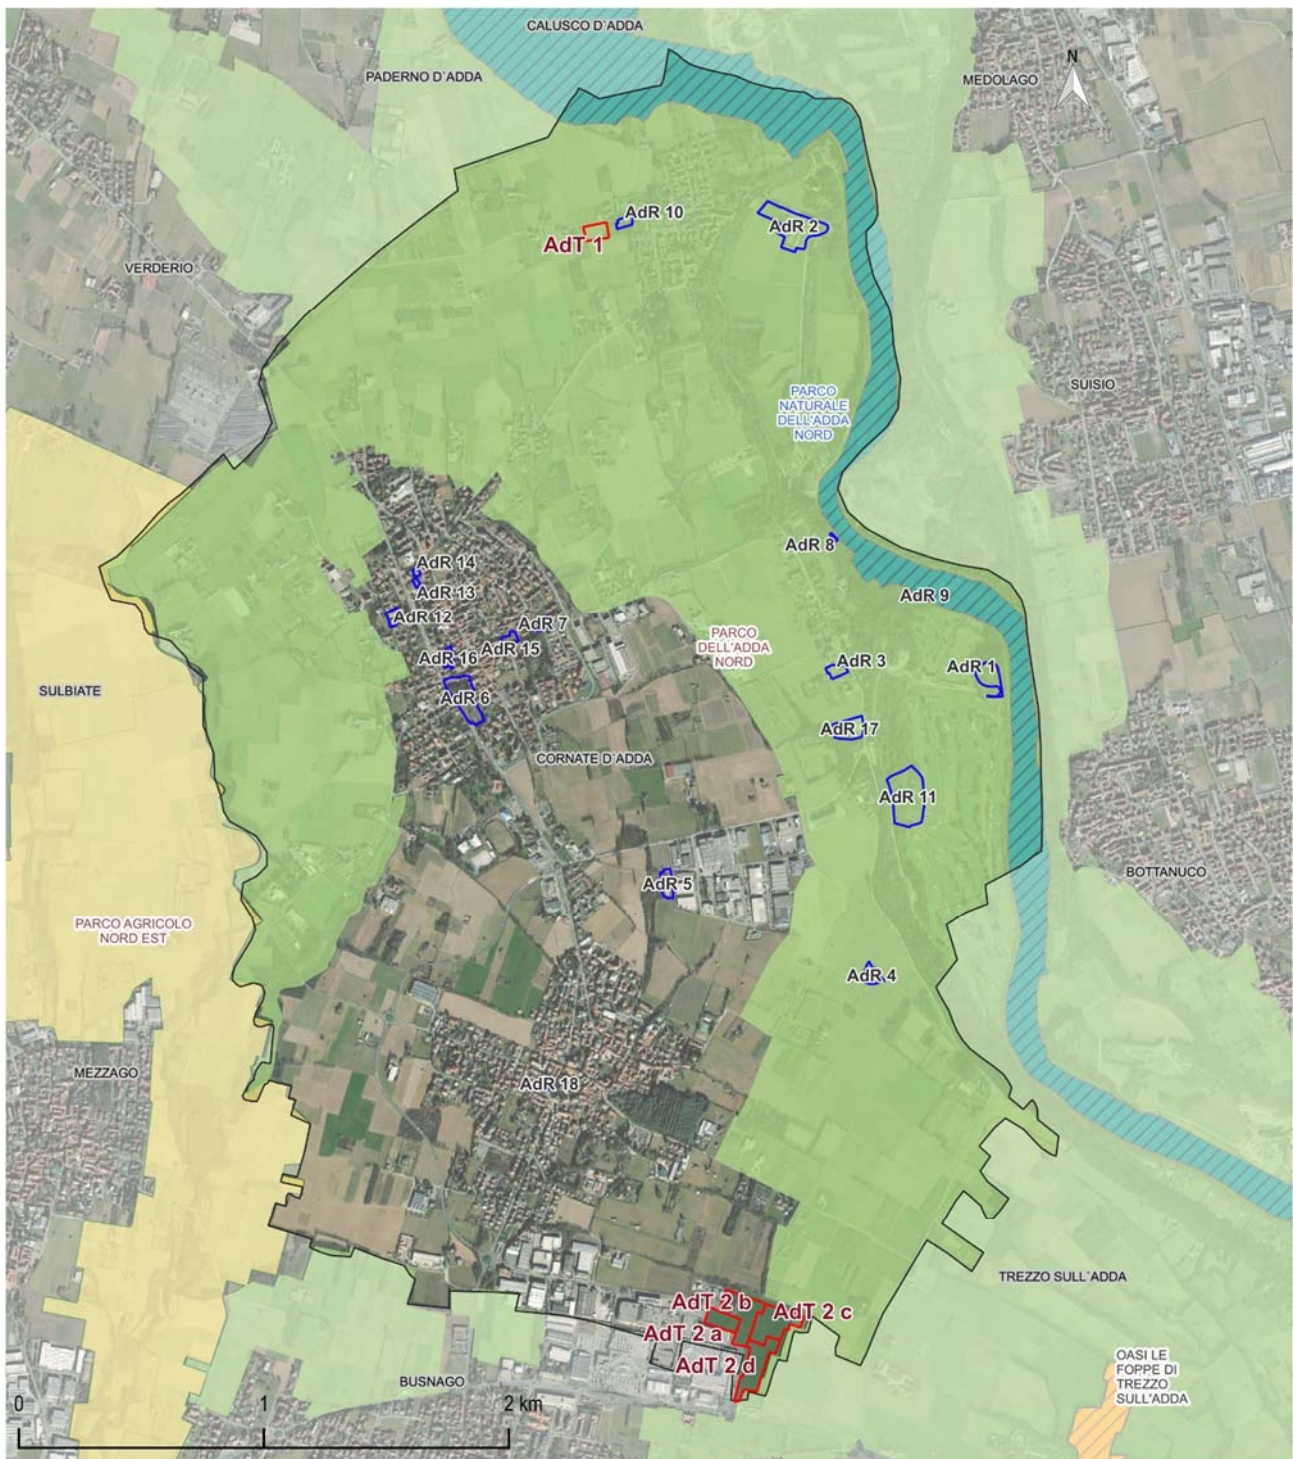 CALUSCO D`ADDA
PADERNO D`ADDA
MEDOLAGO
N
AdR 10
AdR 2
AdT 1
VERDERIO
SUISIO
PARCO
NATURALE
DELL'ADDA
NORD
AdR 8
AdR 14
AdR 13
AdR 9
AdR 12
AdR 7
AdR 15
PARCO
DELL'ADDA
NORD
AdR 16
AdR 3
AdR 1
SULBIATE
AdR 6
AdR 17
CORNATE D`ADDA
AdR 11
BOTTANUCO
AdR 5
PARCO AGRICOLO
NORD EST
AdR 4
MEZZAGO
AdR 18
TREZZO SULL`ADDA
AdT 2 b
AdT 2 c
AdT 2 a
AdT 2 d
BUSNAGO
OASI LE
FOPPE DI
TREZZO
SULL'ADDA
0 1 2 km